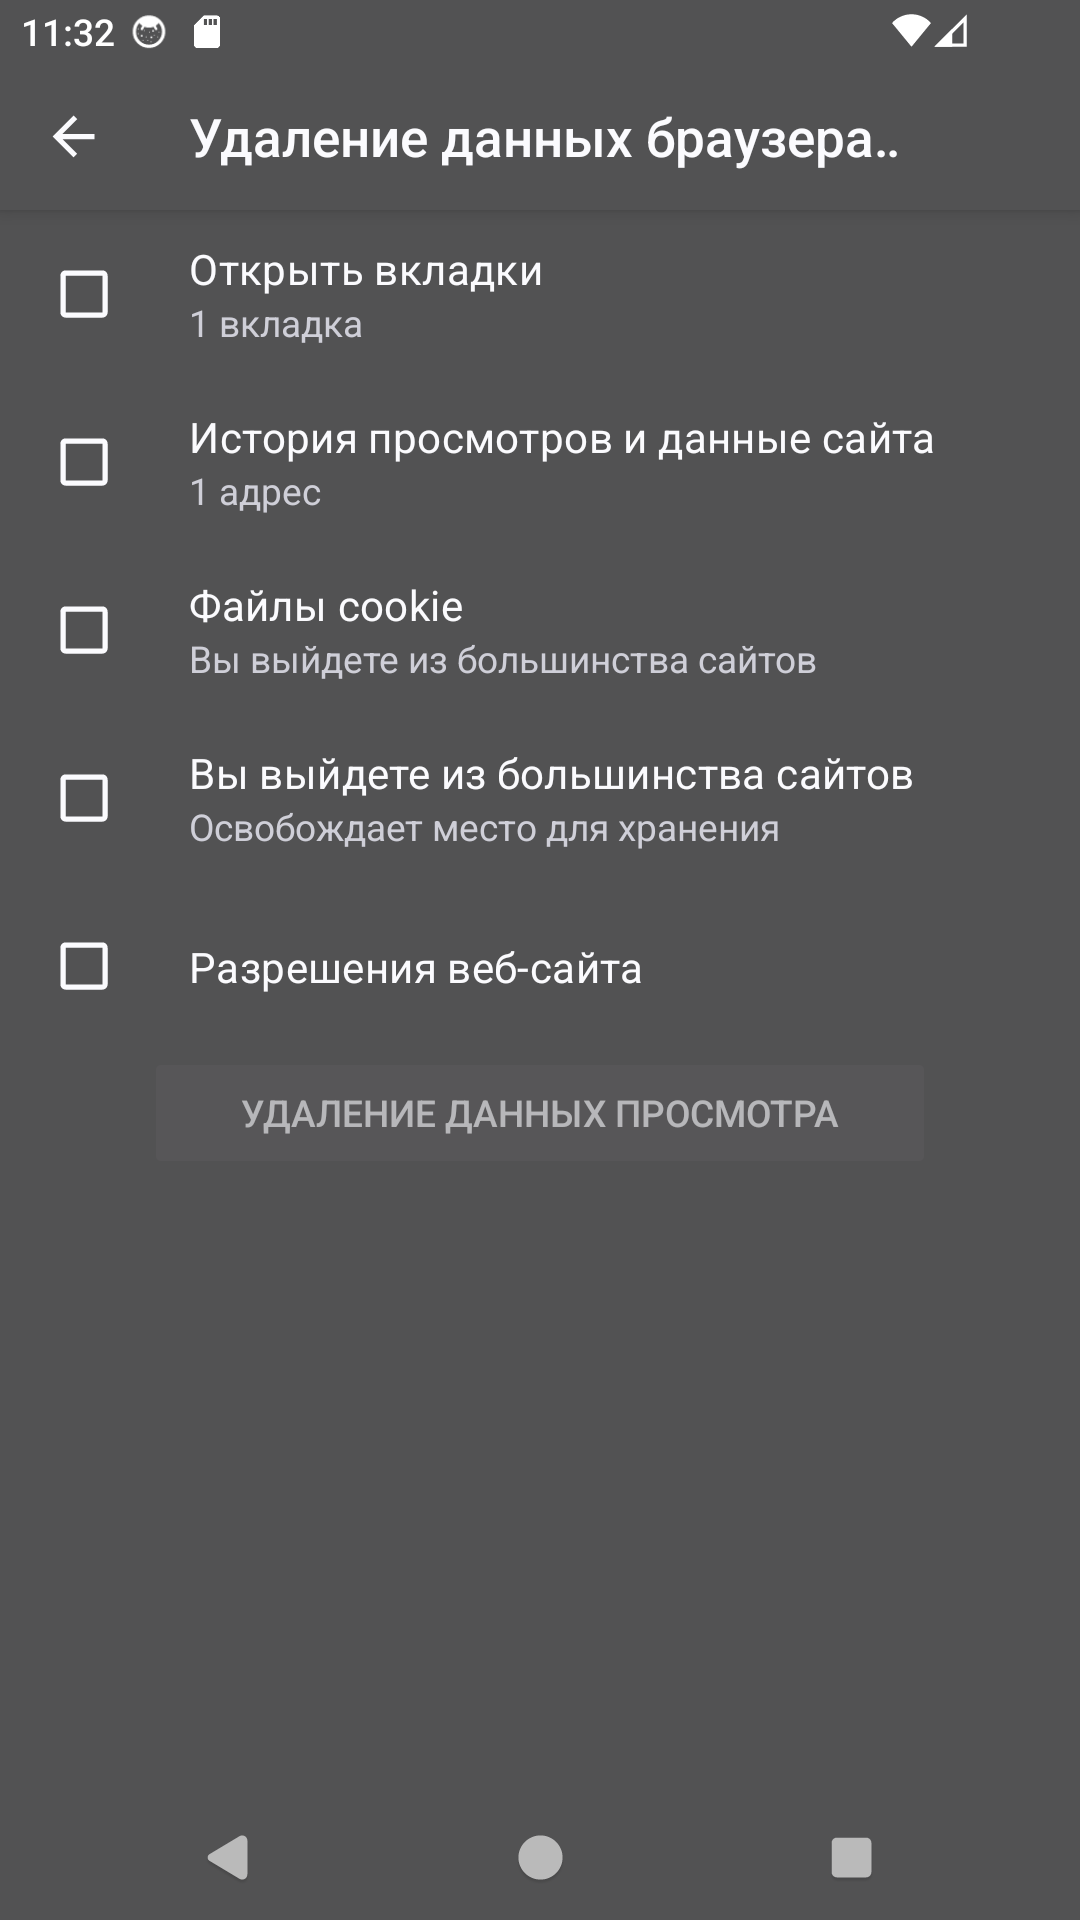 11:32
Удаление данных браузера..
Открыть вкладки
1 вкладка
История просмотров и данные сайта
1 адрес
Файлы cookie
Вы выйдете из большинства сайтов
Вы выйдете из большинства сайтов
Освобождает место для хранения
Разрешения веб-сайта
УДАЛЕНИЕ ДАННЫХ ПРОСМОТРА